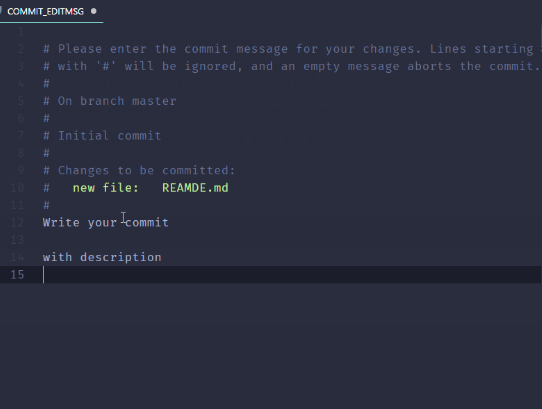 COMMIT_EDITMSG
1
2 # Please enter the commit message for your changes. Lines starting
3 # with '#' will be ignored, and an empty message aborts the commit.
4 #
5 # On branch master
6 #
7 # Initial commit
8 #
9 # Changes to be committed:
10 # new file: REAMDE.md
11 #
12 Write your commit
13
14 with description
15